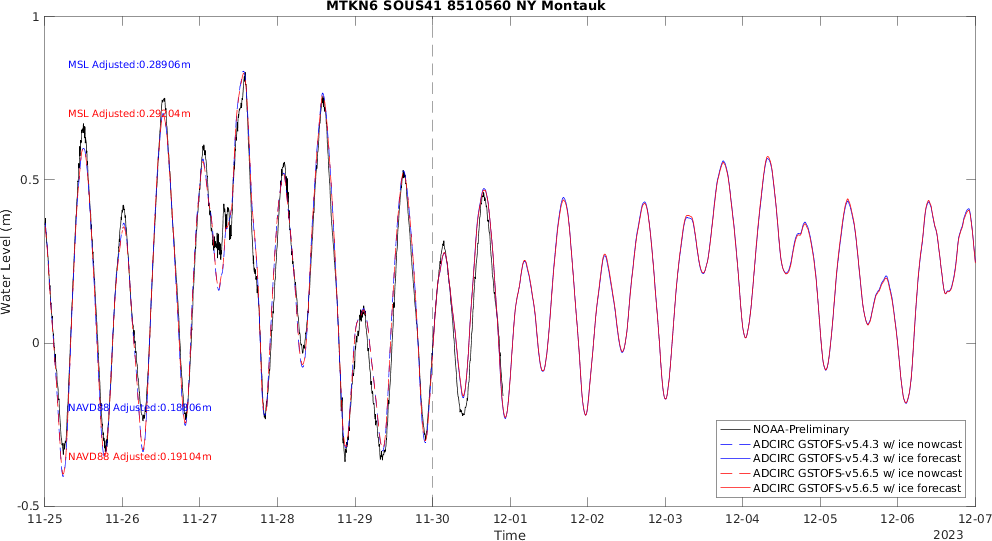 MTKN6 SOUS41 8510560 NY Montauk
1
0.5
0
-0.5
Water Level (m)
MSL Adjusted:0.28906m
MSL Adjusted:0.29204m
NAVD88 Adjusted:0.18806m
NAVD88 Adjusted:0.19104m
NOAA-Preliminary
ADCIRC GSTOFS-v5.4.3 w/ ice nowcast
ADCIRC GSTOFS-v5.4.3 w/ ice forecast
ADCIRC GSTOFS-v5.6.5 w/ ice nowcast
ADCIRC GSTOFS-v5.6.5 w/ ice forecast
11-25 11-26 11-27 11-28 11-29 11-30 12-01 12-02 12-03 12-04 12-05 12-06 12-07
Time
2023